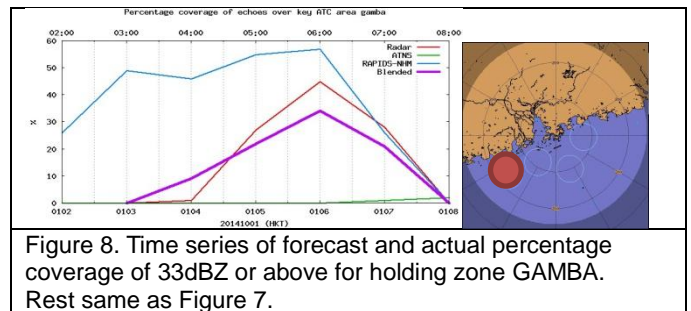 Percentage coverage of echoes over key ATC area gamba
02:00 03:00 04:00 05:00 06:00 07:00 08:00
60
50
40
30
20
10
0
%
Radar
ATNS
RAPIDS-NHM
Blended
0102 0103 0104 0105 0106 0107 0108
20141001 (HKT)
Figure 8. Time series of forecast and actual percentage
coverage of 33dBZ or above for holding zone GAMBA.
Rest same as Figure 7.